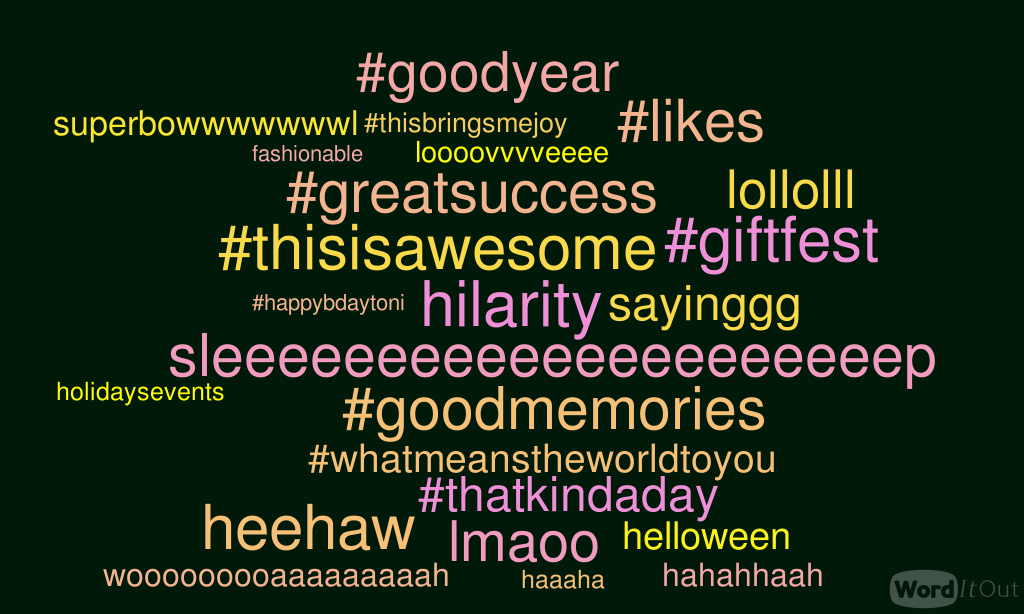 #goodyear
superbowwwwwwwl #thisbringsmejoy #likes
fashionable loooovvvveeee
#greatsuccess lollolll
#thisisawesome #giftfest
#happybdaytoni hilarity sayinggg
sleeeeeeeeeeeeeeeeeeeeep
holidaysevents
#goodmemories
#whatmeanstheworldtoyou
#thatkindaday
heehaw lmaoo helloween
wooooooooaaaaaaaaah haaaha hahahhaah
WordItOut